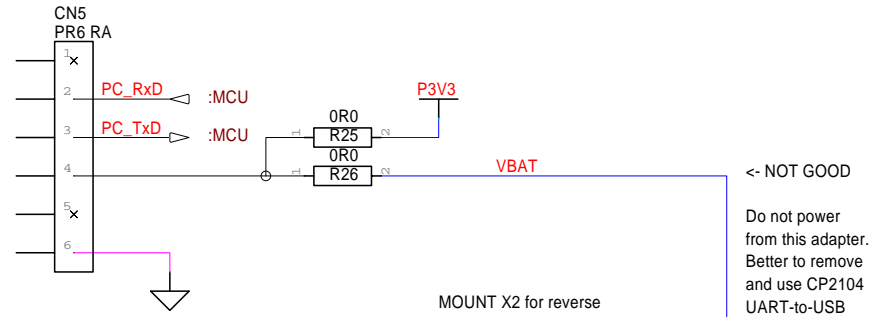 CN5
PR6 RA
1
2 PC_RxD :MCU
P3V3
3 PC_TxD :MCU
0R0
1 R25 2
0R0
4 1 R26 2 VBAT <- NOT GOOD
5
Do not power
from this adapter.
6
Better to remove
and use CP2104
MOUNT X2 for reverse
UART-to-USB